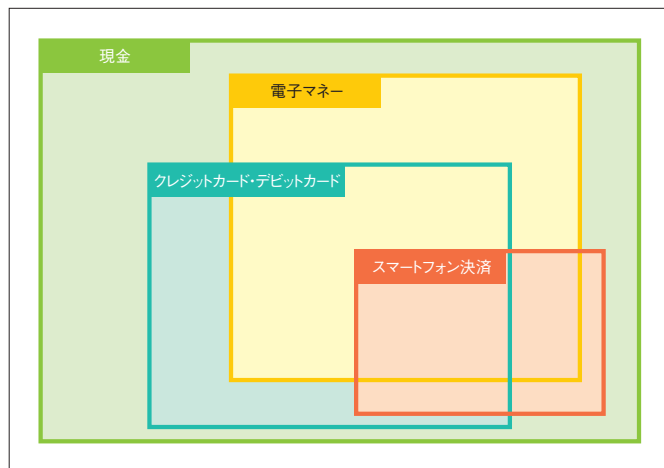 現金
電子マネー
クレジットカード・デビットカード
スマートフォン決済